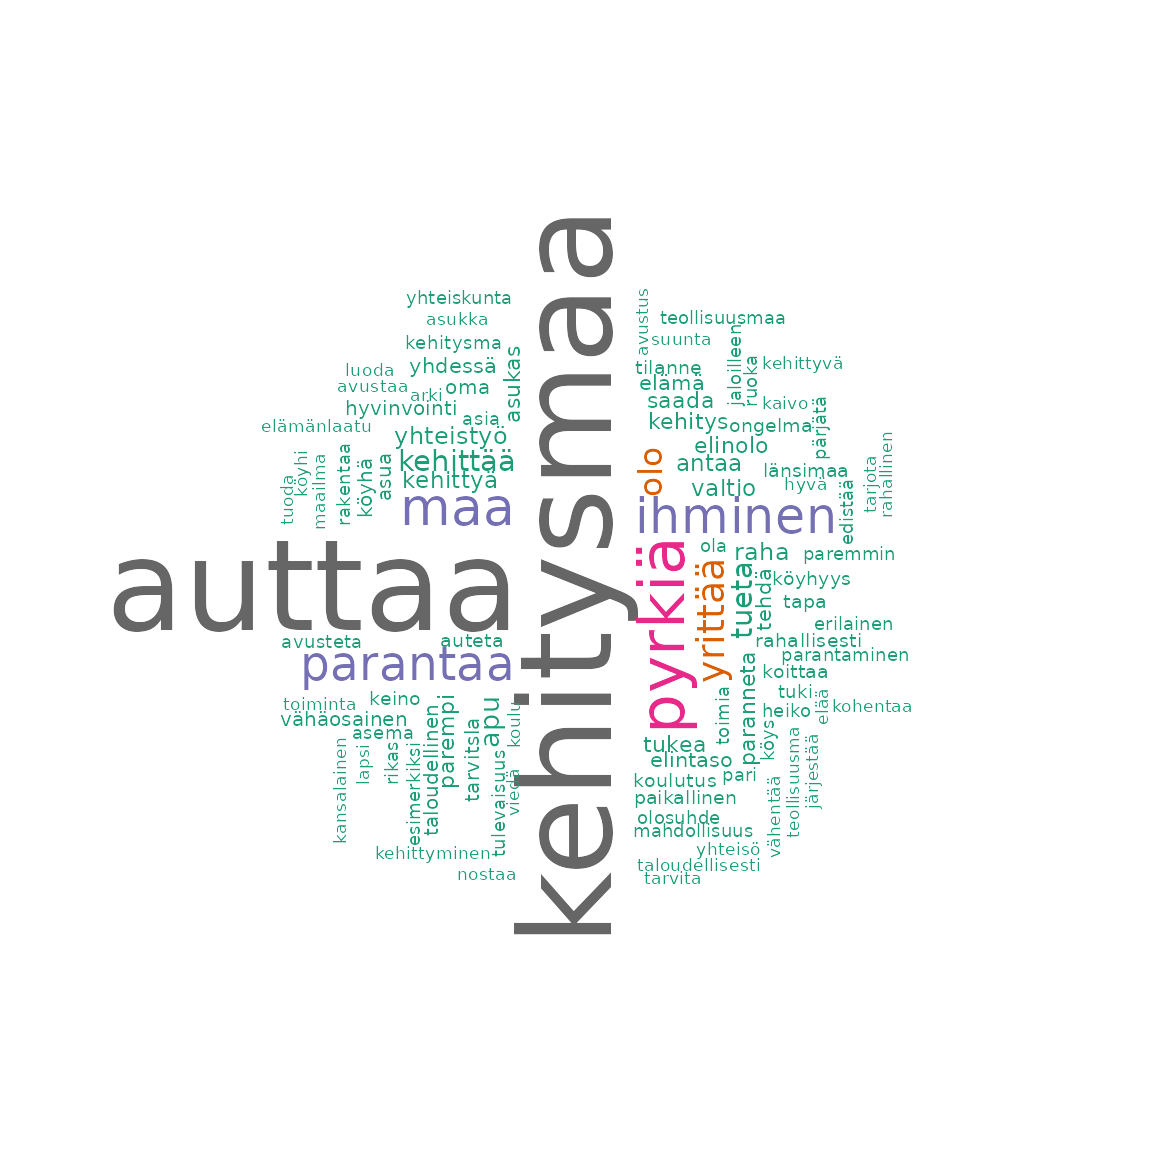 kehitysmaa
auttaa
pyrkiä
ihminen
maa
parantaa
yrittää
olo
yhteiskunta
asukka
kehitysma
luoda
yhdessä
avustaa
arki
oma
asukas
hyvinvointi
asia
elämänlaatu
yhteistyö
kehittää
kehittyä
tuoda
köyhi
maailma
rakentaa
köyhä
asua
avustus
teollisuusmaa
suunta
tilanne
elämä
saada
jaloilleen
ruoka
kehittyvä
kaivo
kehitys
ongelma
pärjätä
elinolo
antaa
länsimaa
valtio
hyvä
edistää
tarjota
rahallinen
ola
raha
paremmin
tueta
tehdä
köyhyys
tapa
erilainen
rahallisesti
parantaminen
koittaa
avusteta
auteta
toiminta
keino
vähäosainen
asema
kansalainen
lapsi
rikas
esimerkiksi
taloudellinen
parempi
tarvitsla
apu
tulevaisuus
koulu
viedä
kehittyminen
nostaa
toimia
paranneta
köys
tuki
heiko
elää
kohentaa
tukea
elintaso
koulutus
pari
paikallinen
olosuhde
mahdollisuus
vähentää
teollisuusma
järjestää
yhteisö
taloudellisesti
tarvita